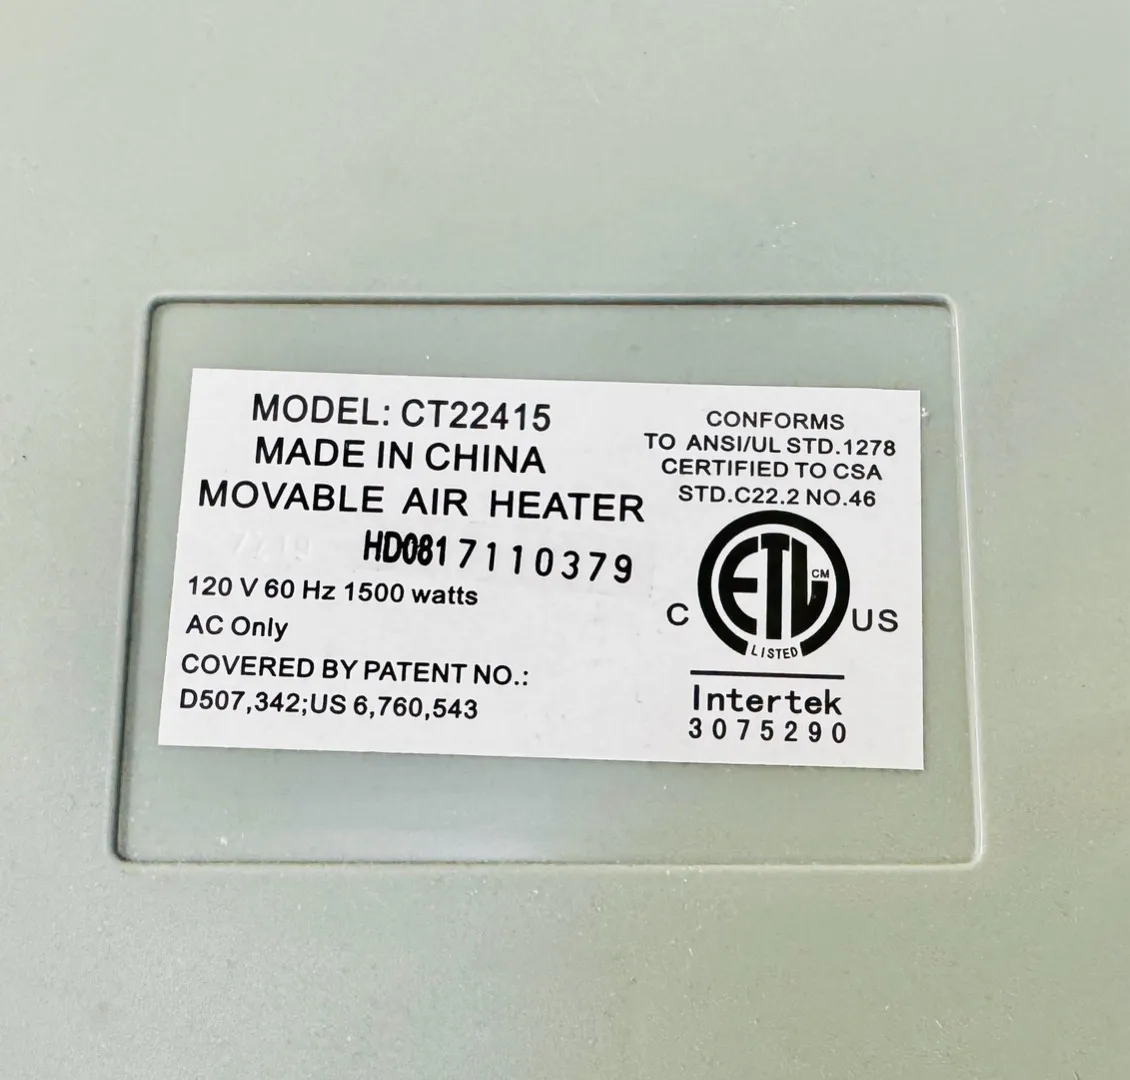 MODEL: CT22415
MADE IN CHINA
MOVABLE AIR HEATER
HD0817110379
120 V 60 Hz 1500 watts
AC Only
COVERED BY PATENT NO.:
D507,342;US 6,760,543
CONFORMS
TO ANSI/UL STD.1278
CERTIFIED TO CSA
STD.C22.2 NO.46
ETL CM
C US
LISTED
Intertek
3075290